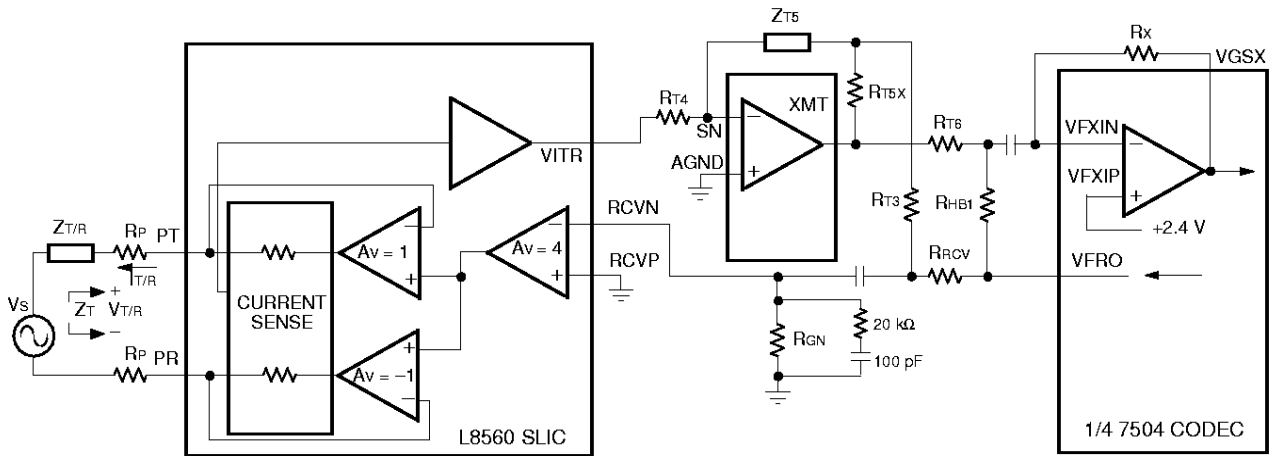 ZT5
RX
VGSX
XMT
RT5X
RT4
SN
VITR
AGND
RT6
VFXIN
VFXIP
+2.4 V
RT3
RHB1
RCVN
RCVP
AV = 1
AV = 4
ZT/R
RP
PT
IT/R
VS
ZT
+
VT/R
–
CURRENT
SENSE
RRCV
VFRO
RGN
20 kΩ
100 pF
RP
PR
AV = –1
L8560 SLIC
1/4 7504 CODEC